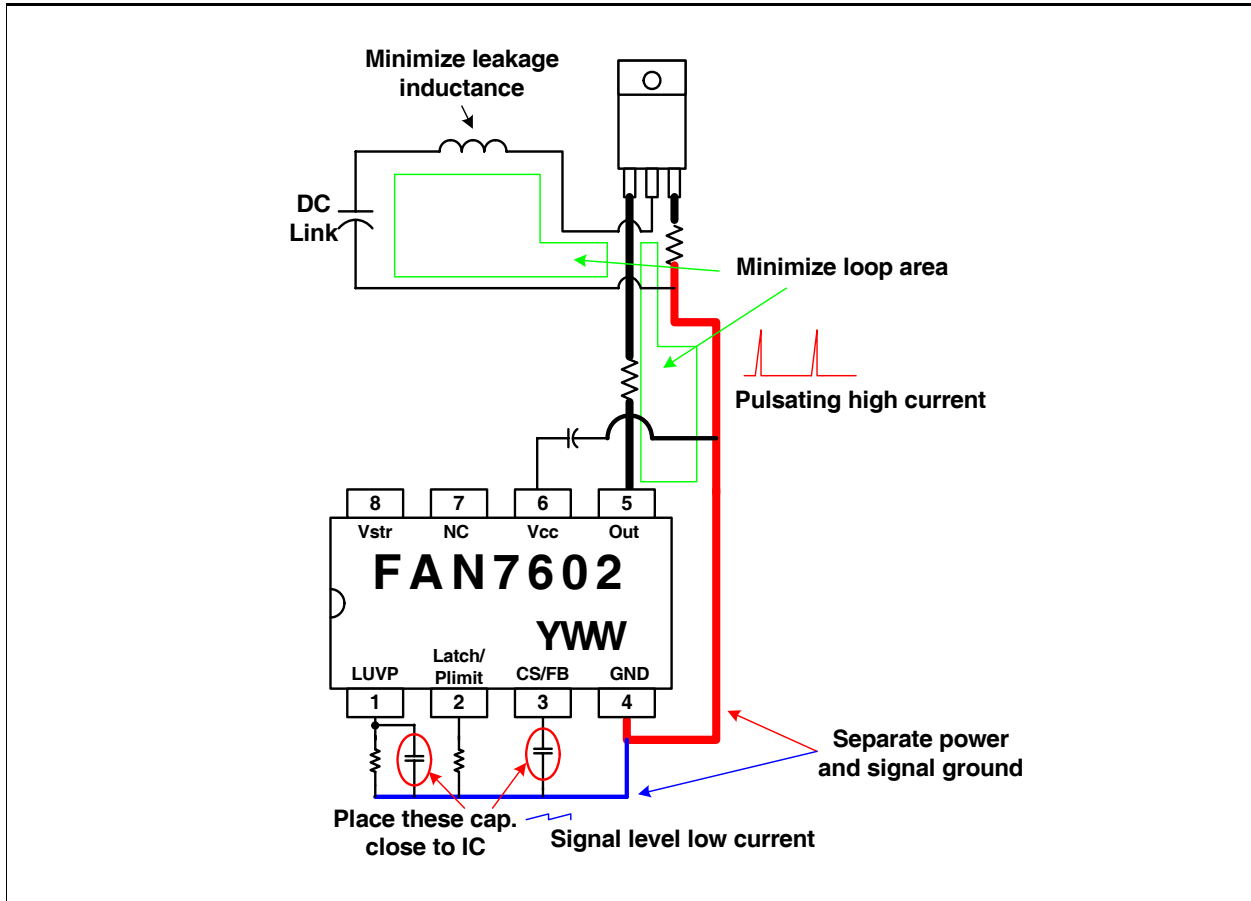 Minimize leakage
inductance
DC
Link
Minimize loop area
Pulsating high current
8
7
6
5
Vstr
NC
Vcc
Out
FAN7602
YWW
LUVP
Latch/
Plimit
CS/FB
GND
1
2
3
4
Separate power
and signal ground
Place these cap.
close to IC
Signal level low current